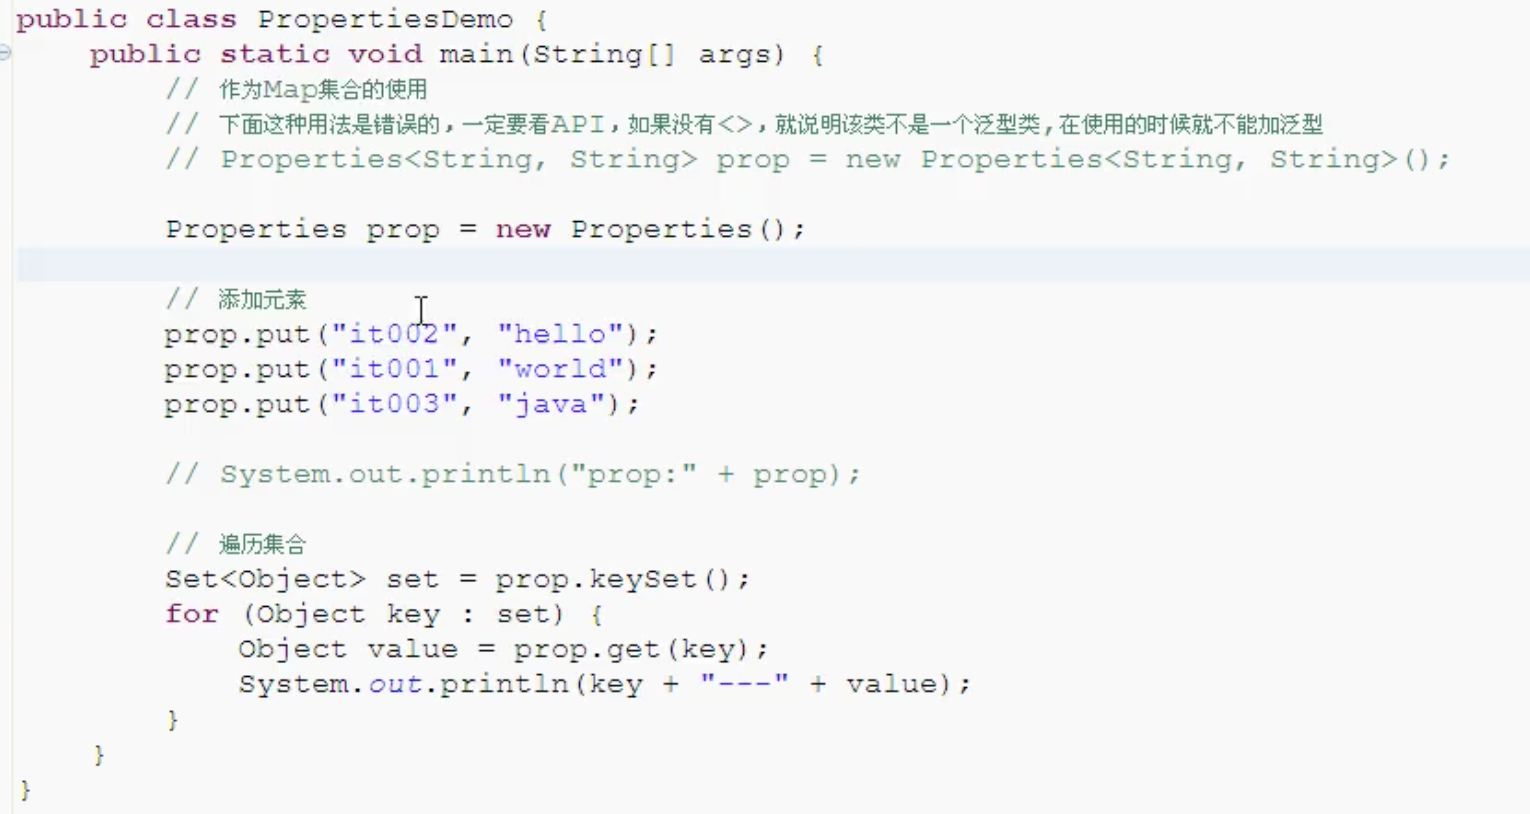 public class PropertiesDemo {
public static void main(String[] args) {
// 作为Map集合的使用
// 下面这种用法是错误的，一定要看API，如果没有<>，就说明该类不是一个泛型类,在使用的时候就不能加泛型
// Properties<String, String> prop = new Properties<String, String>();
Properties prop = new Properties();
// 添加元素
prop.put("it002", "hello");
prop.put("it001", "world");
prop.put("it003", "java");
// System.out.println("prop:" + prop);
// 遍历集合
Set<Object> set = prop.keySet();
for (Object key : set) {
Object value = prop.get(key);
System.out.println(key + "---" + value);
}
}
}